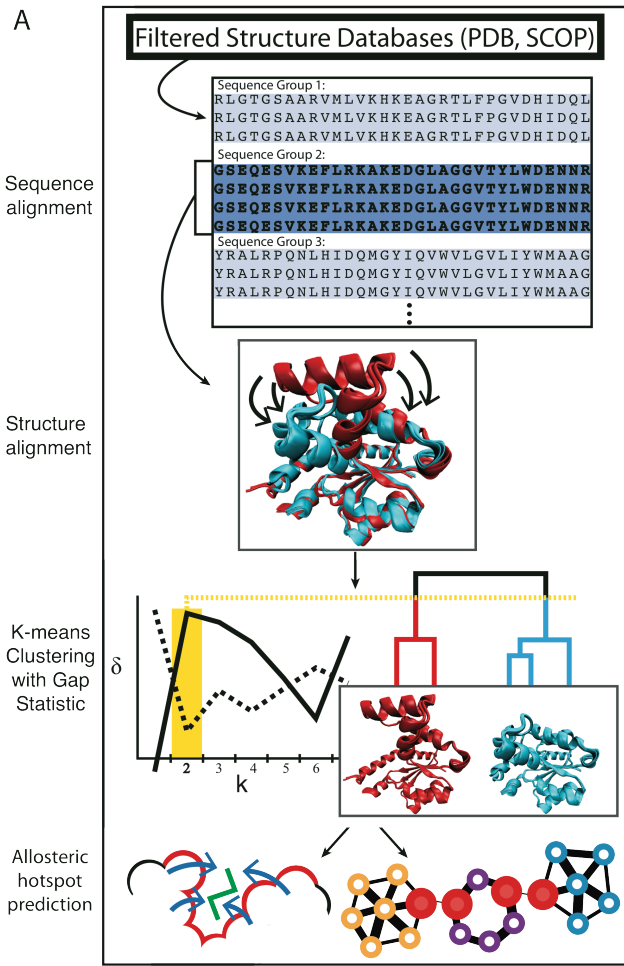 A
Filtered Structure Databases (PDB, SCOP)
Sequence
alignment
Sequence Group 1:
RLGTGSAARVMLVKHKEAGRTLFPGVDHIDQL
RLGTGSAARVMLVKHKEAGRTLFPGVDHIDQL
RLGTGSAARVMLVKHKEAGRTLFPGVDHIDQL
Sequence Group 2:
GSEQESVKEFLRKAKEDGLAGGVTYLWDENNR
GSEQESVKEFLRKAKEDGLAGGVTYLWDENNR
GSEQESVKEFLRKAKEDGLAGGVTYLWDENNR
GSEQESVKEFLRKAKEDGLAGGVTYLWDENNR
Sequence Group 3:
YRALRPQNLHIDQMGYIQVWVLGVLIYWMAAG
YRALRPQNLHIDQMGYIQVWVLGVLIYWMAAG
YRALRPQNLHIDQMGYIQVWVLGVLIYWMAAG
Structure
alignment
K-means
Clustering
with Gap
Statistic
δ
2 3 4 5 6
k
Allosteric
hotspot
prediction